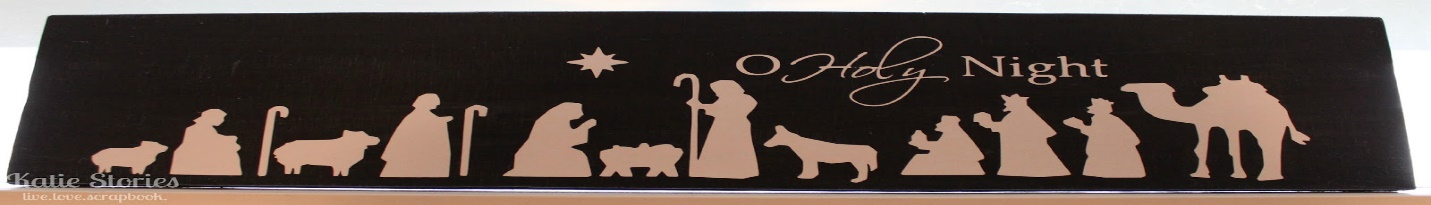 O Holy Night
Katie Stories
live.love.scrapbook.